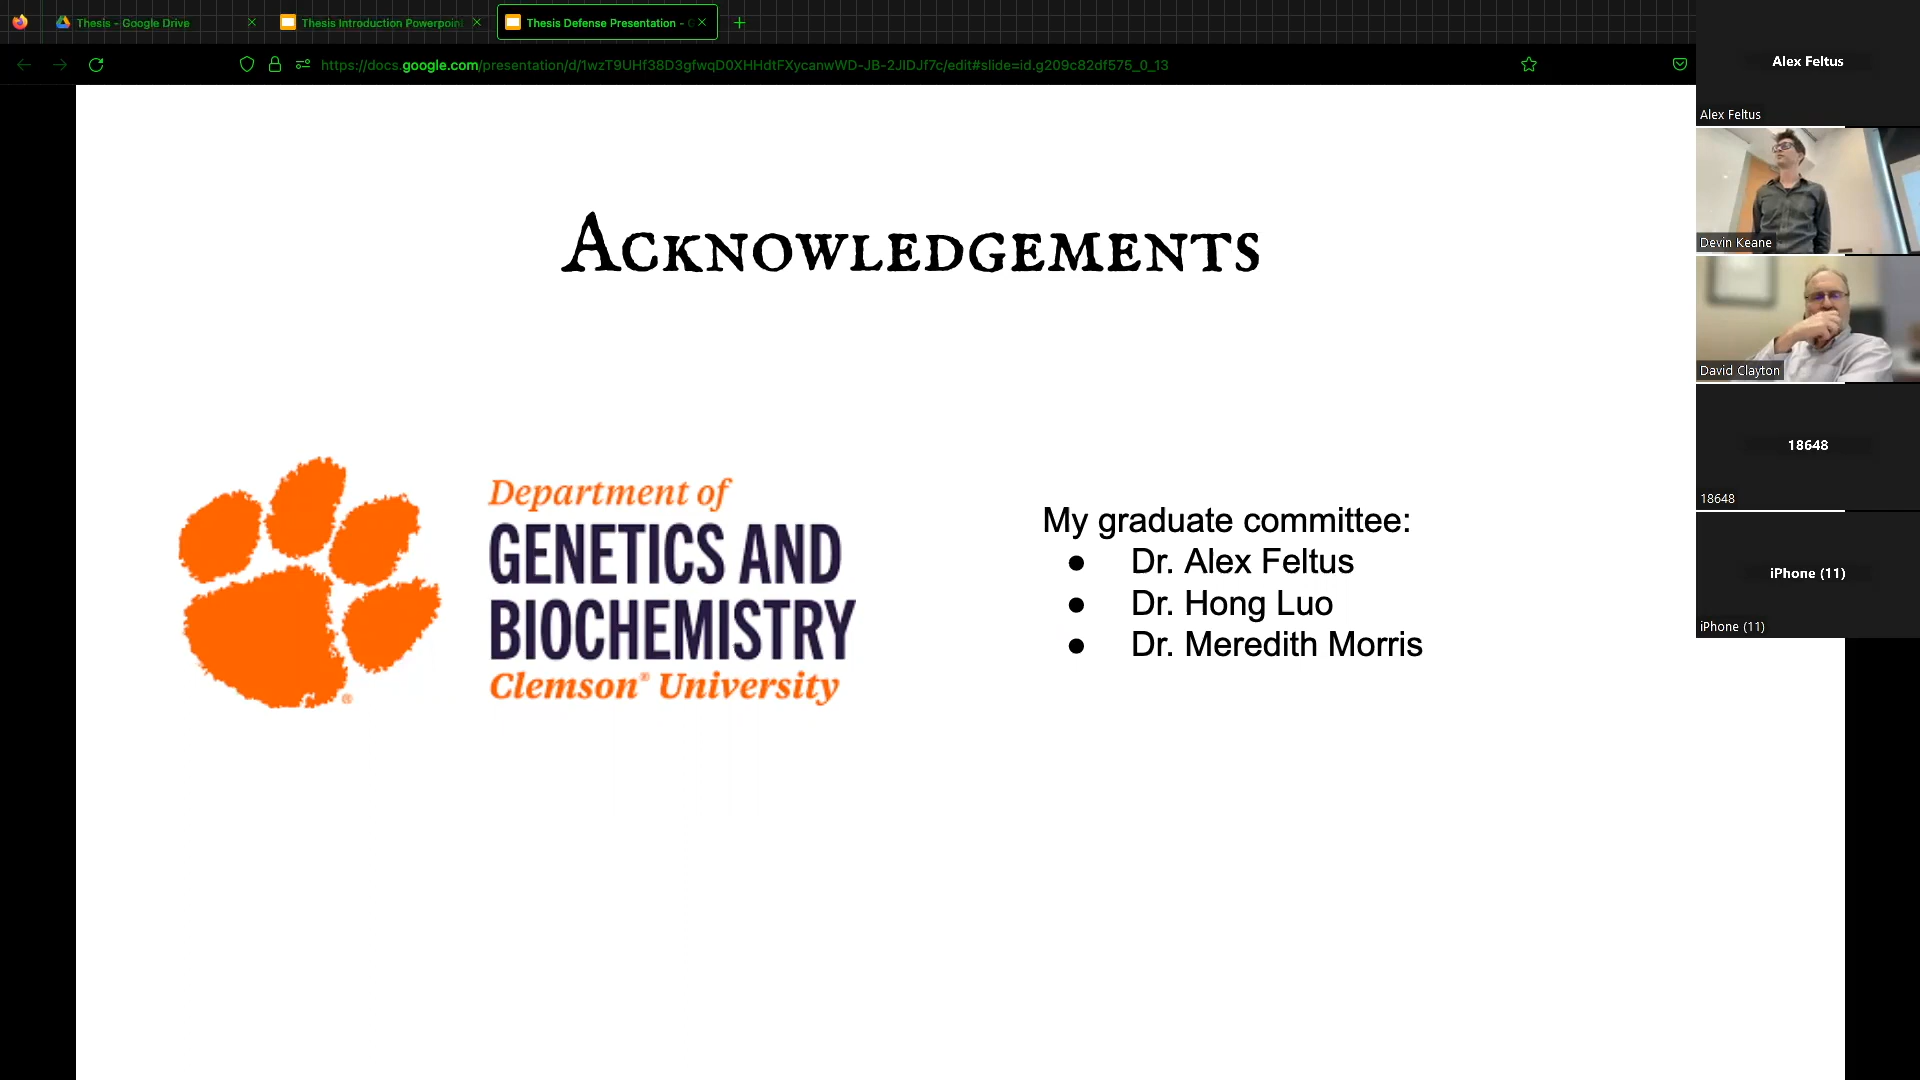 Thesis - Google Drive
Thesis Introduction Powerpoin
Thesis Defense Presentation -
https://docs.google.com/presentation/d/1wzT9UHf38D3gfwqD0XHHdtFXycanwWD-JB-2JIDJf7c/edit#slide=id.g209c82df575_0_13
Acknowledgements
Department of
GENETICS AND
BIOCHEMISTRY
Clemson® University
®
My graduate committee:
● Dr. Alex Feltus
● Dr. Hong Luo
● Dr. Meredith Morris
Alex Feltus
Alex Feltus
Devin Keane
David Clayton
18648
18648
iPhone (11)
iPhone (11)